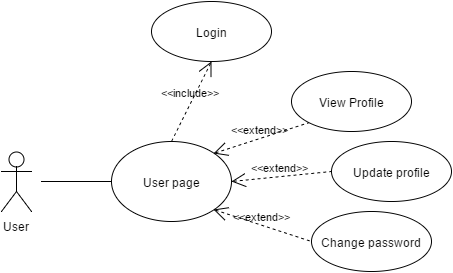 Login
<<include>>
View Profile
<<extend>>
<<extend>>
Update profile
User page
<<extend>>
User
Change password